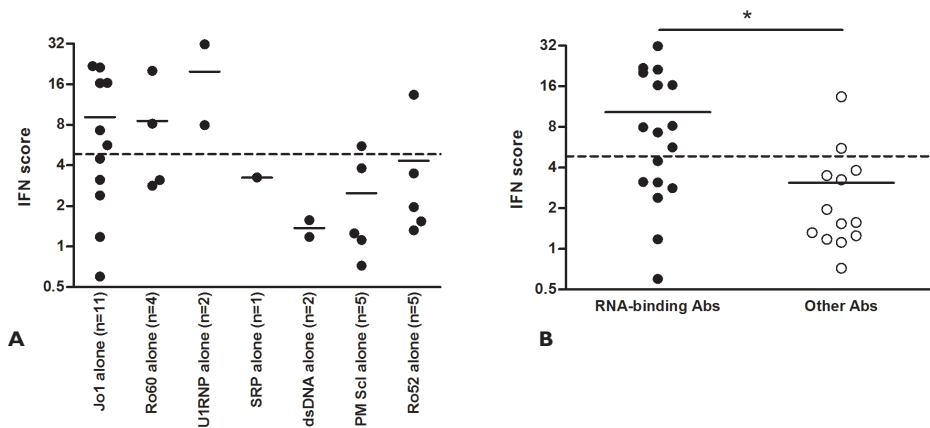 32
16
8
4
2
1
0.5
IFN score
Jo1 alone (n=11)
Ro60 alone (n=4)
U1RNP alone (n=2)
SRP alone (n=1)
dsDNA alone (n=2)
PM Scl alone (n=5)
Ro52 alone (n=5)
A
*
32
16
8
4
2
1
0.5
IFN score
RNA-binding Abs
Other Abs
B